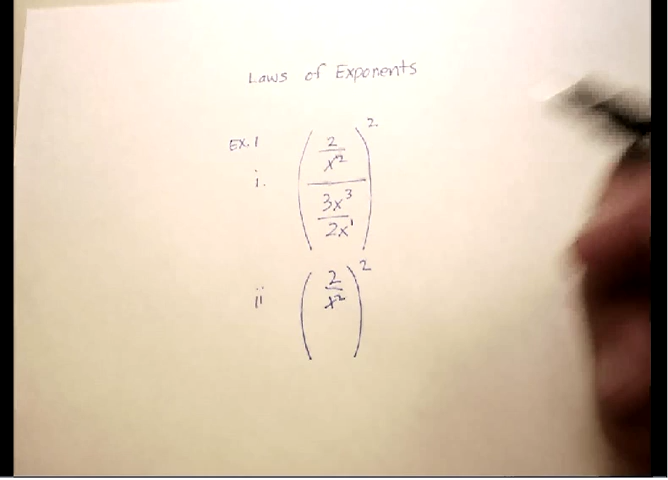 Laws of Exponents
Ex. 1
i. ( (2/x²) / (3x³/2x¹) )²
ii (2/x²)²